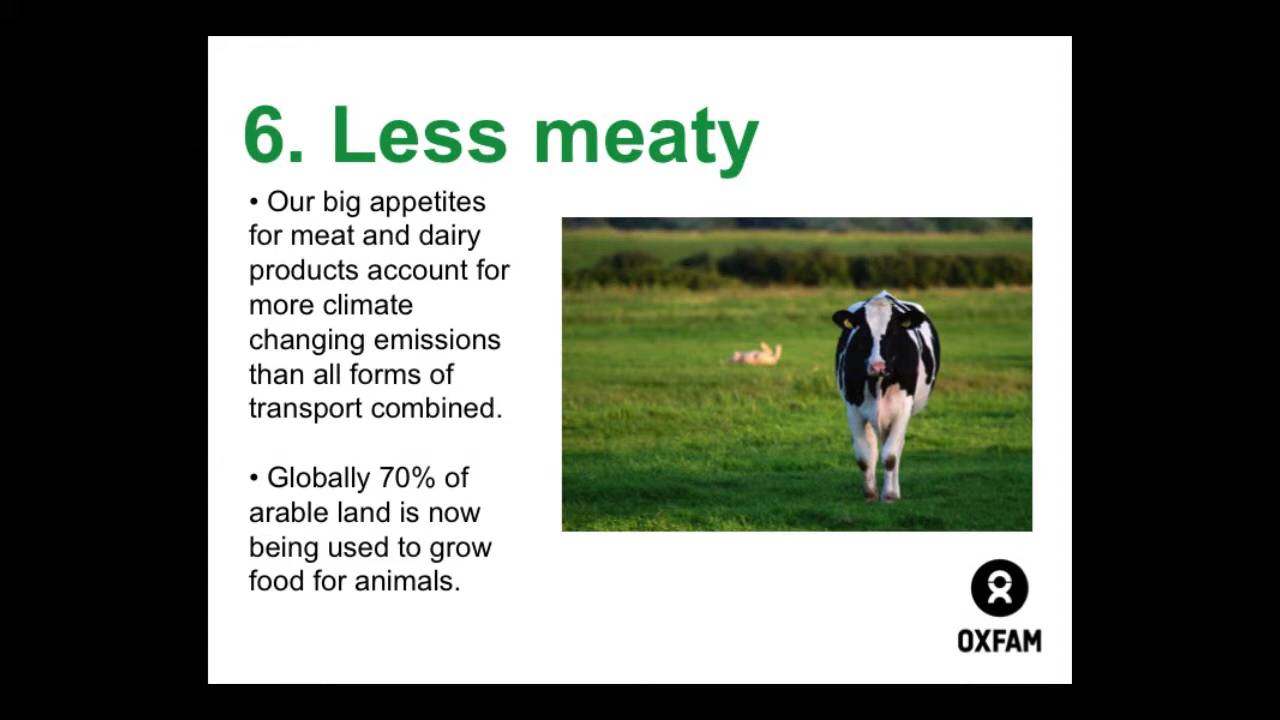 6. Less meaty
• Our big appetites
for meat and dairy
products account for
more climate
changing emissions
than all forms of
transport combined.
• Globally 70% of
arable land is now
being used to grow
food for animals.
OXFAM